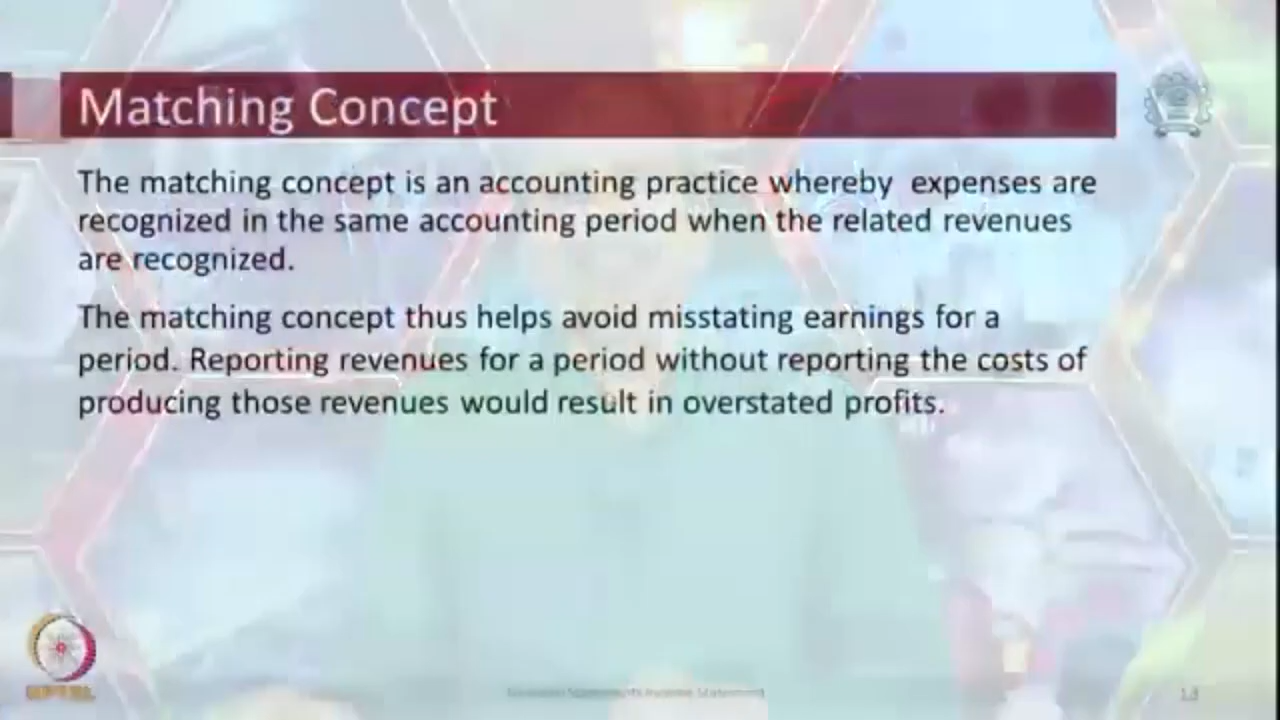 Matching Concept
The matching concept is an accounting practice whereby expenses are
recognized in the same accounting period when the related revenues
are recognized.
The matching concept thus helps avoid misstating earnings for a
period. Reporting revenues for a period without reporting the costs of
producing those revenues would result in overstated profits.
Statement